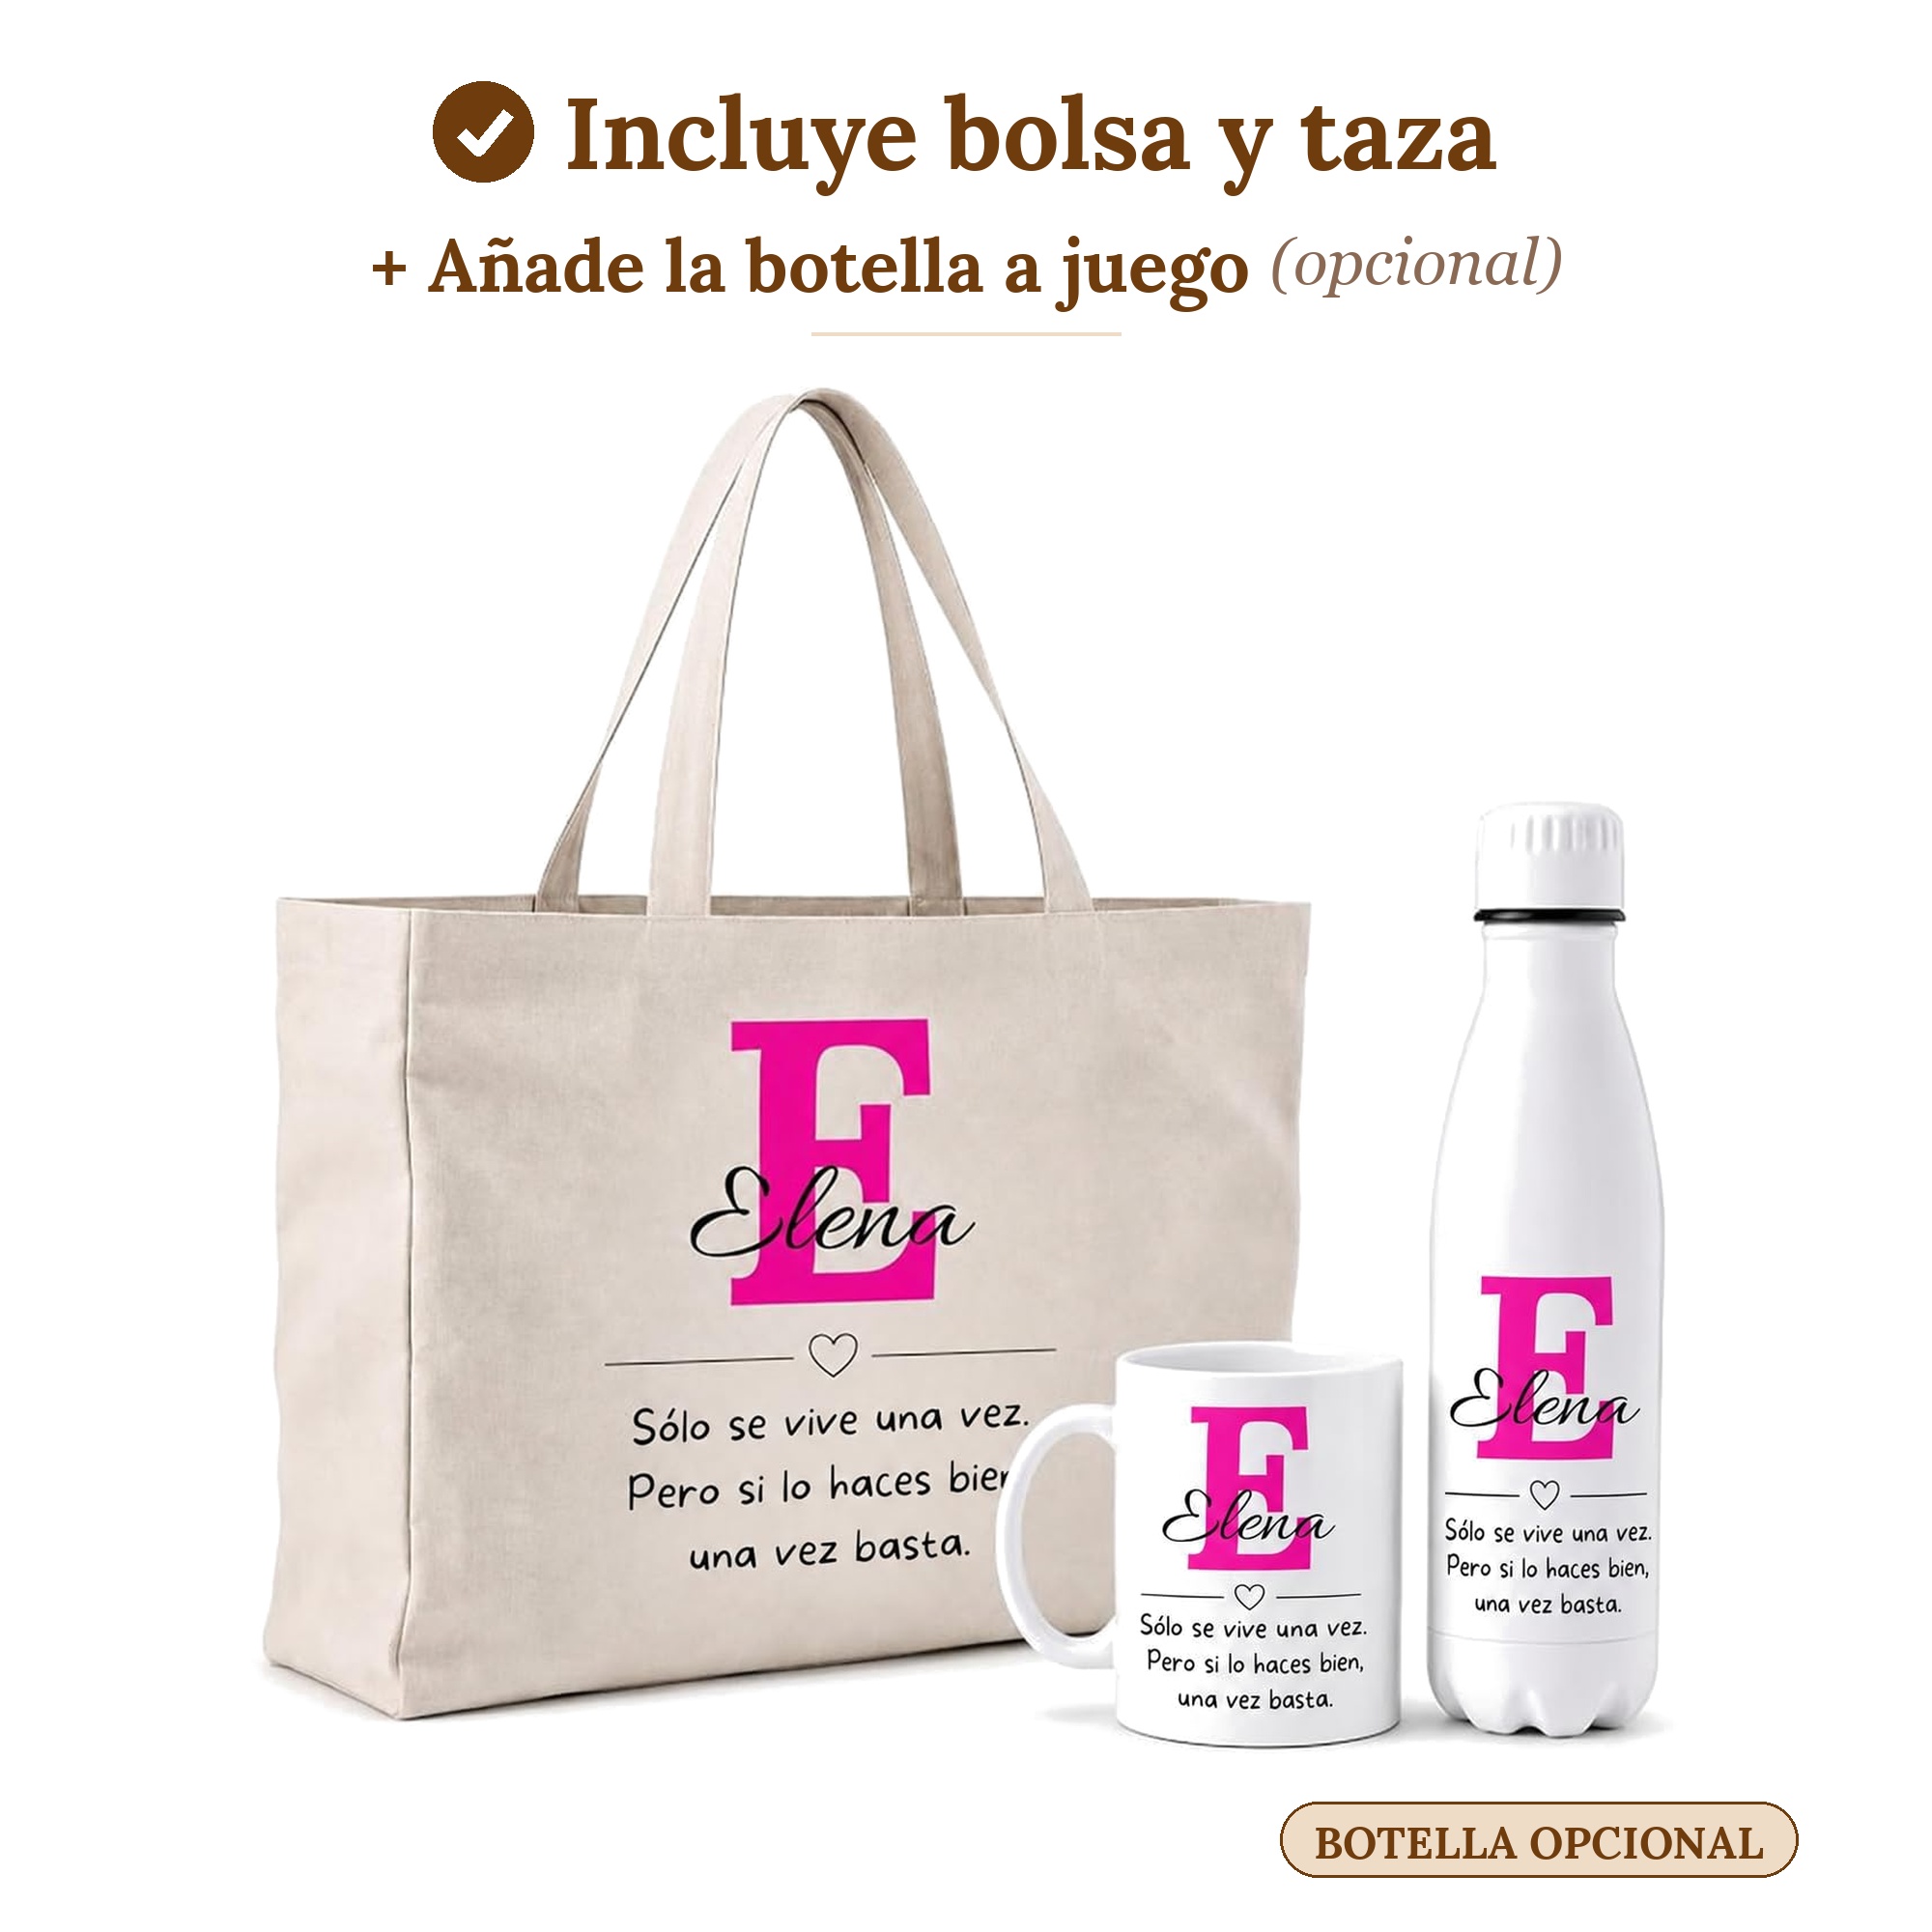 Incluye bolsa y taza
+ Añade la botella a juego (opcional)
E
Elena
Sólo se vive una vez.
Pero si lo haces bien
una vez basta.
E
Elena
Sólo se vive una vez.
Pero si lo haces bien,
una vez basta.
E
Elena
Sólo se vive una vez.
Pero si lo haces bien,
una vez basta.
BOTELLA OPCIONAL